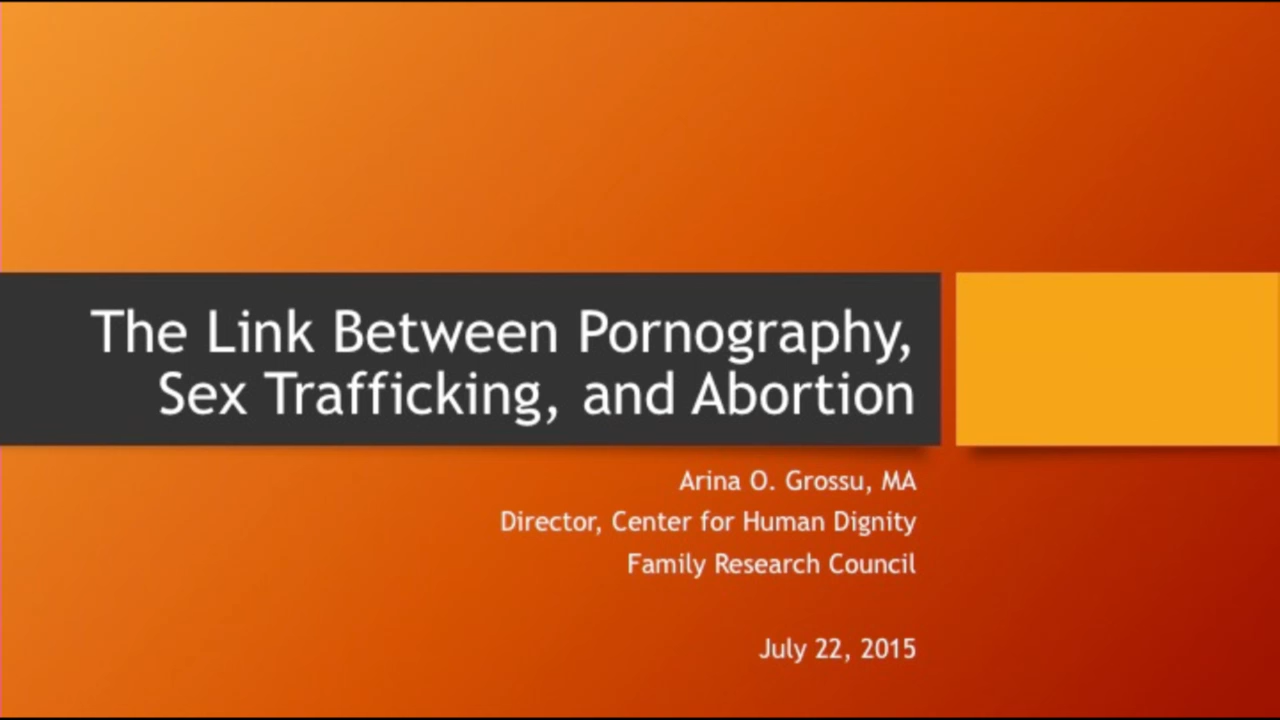 The Link Between Pornography,
Sex Trafficking, and Abortion
Arina O. Grossu, MA
Director, Center for Human Dignity
Family Research Council
July 22, 2015